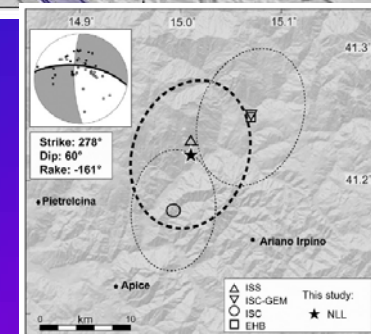 14.9° 15.0° 15.1°
41.3°
Strike: 278°
Dip: 60°
Rake: -161°
41.2°
Pietrelcina
Ariano Irpino
Apice
0 km 10
ISS
ISC-GEM
ISC
EHB
This study:
NLL